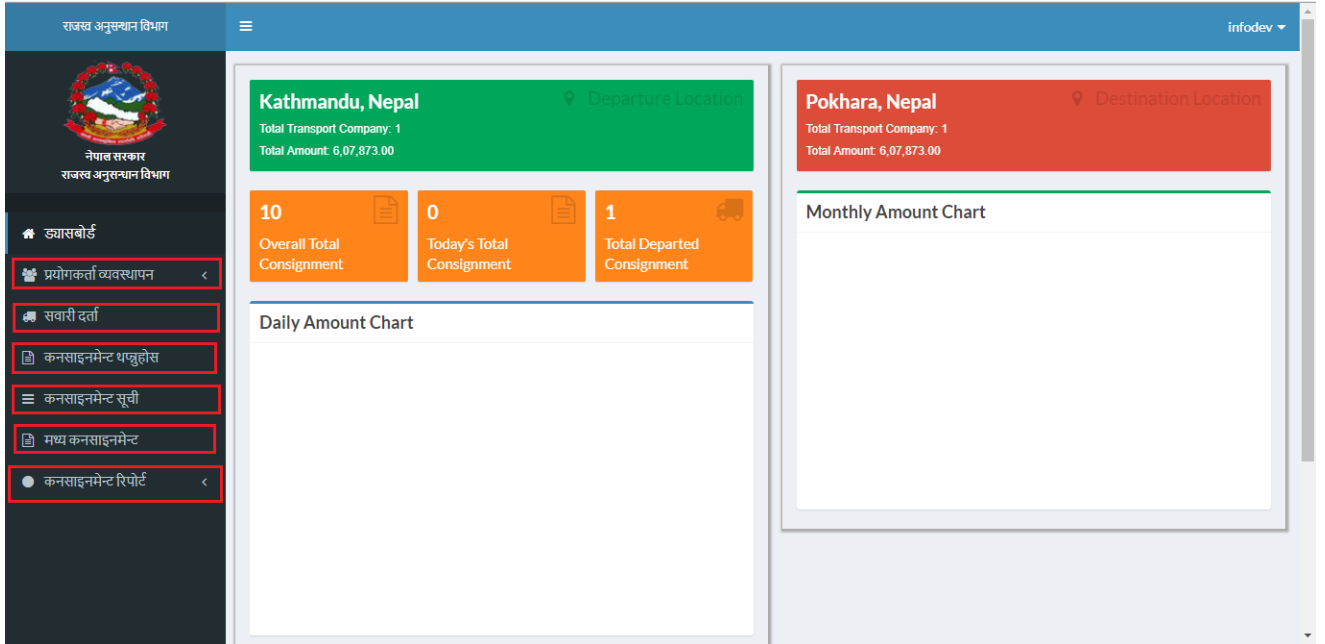 राजस्व अनुसन्धान विभाग
infodev
नेपाल सरकार
राजस्व अनुसन्धान विभाग
ड्यासबोर्ड
प्रयोगकर्ता व्यवस्थापन
सवारी दर्ता
कनसाइनमेन्ट थप्नुहोस
कनसाइनमेन्ट सूची
मध्य कनसाइनमेन्ट
कनसाइनमेन्ट रिपोर्ट
Kathmandu, Nepal
Departure Location
Total Transport Company: 1
Total Amount: 6,07,873.00
10
Overall Total
Consignment
0
Today's Total
Consignment
1
Total Departed
Consignment
Daily Amount Chart
Pokhara, Nepal
Destination Location
Total Transport Company: 1
Total Amount: 6,07,873.00
Monthly Amount Chart